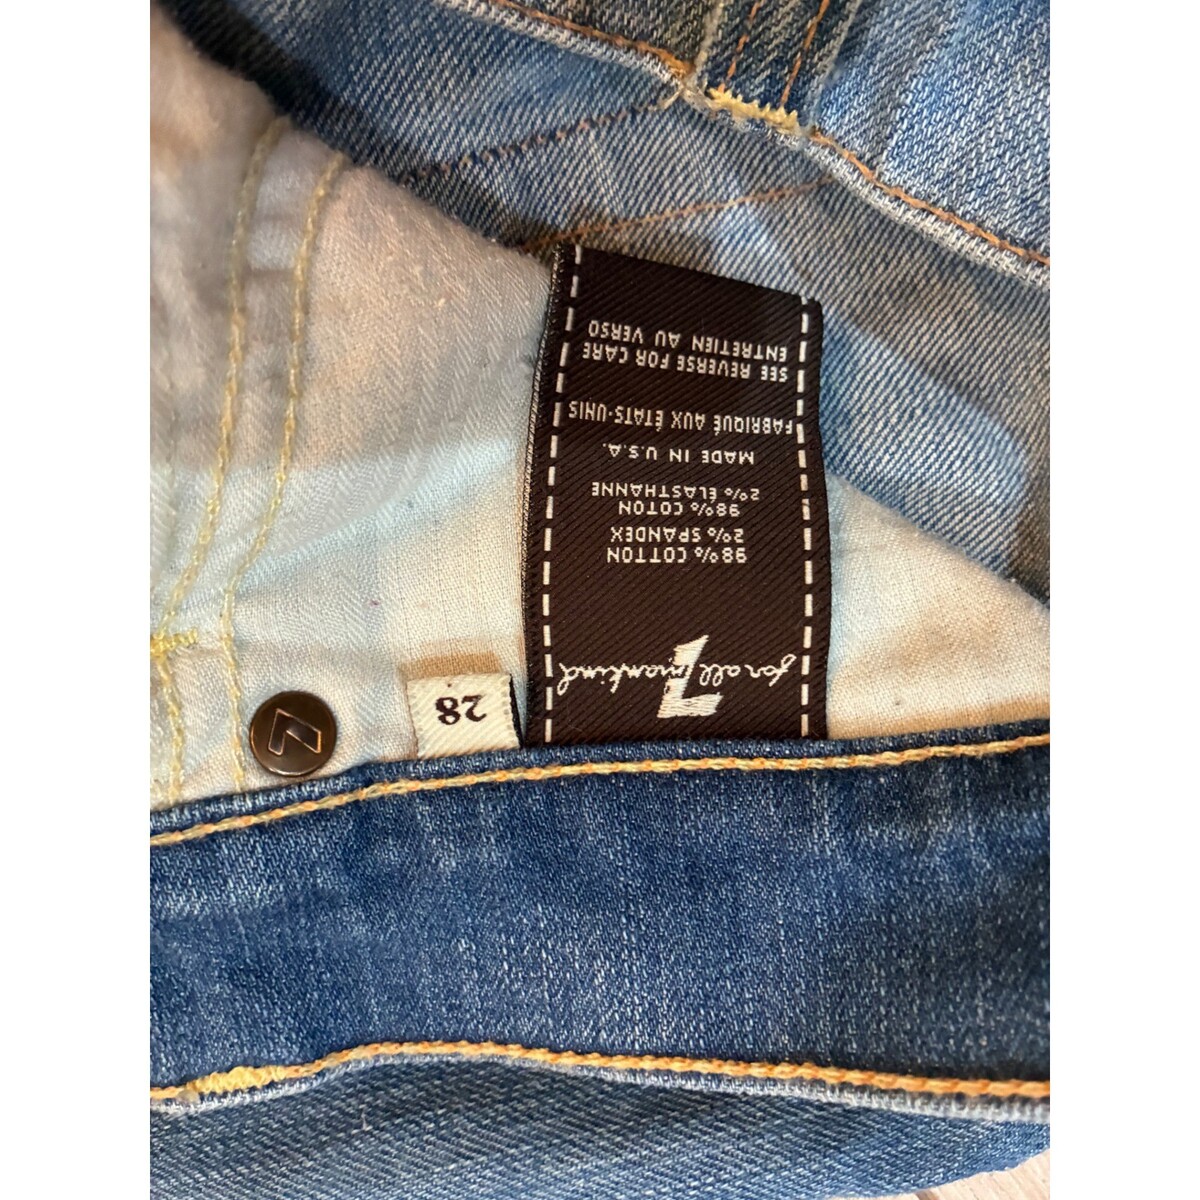 7
for all mankind
98% COTTON
2% SPANDEX
98% COTON
2% ÉLASTHANNE
MADE IN U.S.A.
FABRIQUÉ AUX ÉTATS-UNIS
SEE REVERSE FOR CARE
ENTRETIEN AU VERSO
28
7